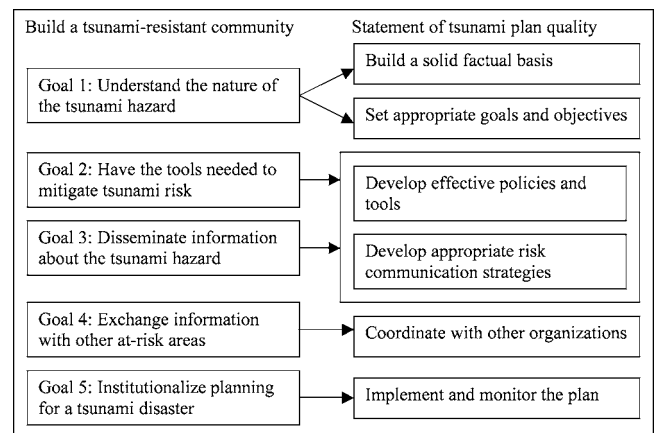 Build a tsunami-resistant community
Statement of tsunami plan quality
Goal 1: Understand the nature of
the tsunami hazard
Build a solid factual basis
Set appropriate goals and objectives
Goal 2: Have the tools needed to
mitigate tsunami risk
Develop effective policies and
tools
Goal 3: Disseminate information
about the tsunami hazard
Develop appropriate risk
communication strategies
Goal 4: Exchange information
with other at-risk areas
Coordinate with other organizations
Goal 5: Institutionalize planning
for a tsunami disaster
Implement and monitor the plan